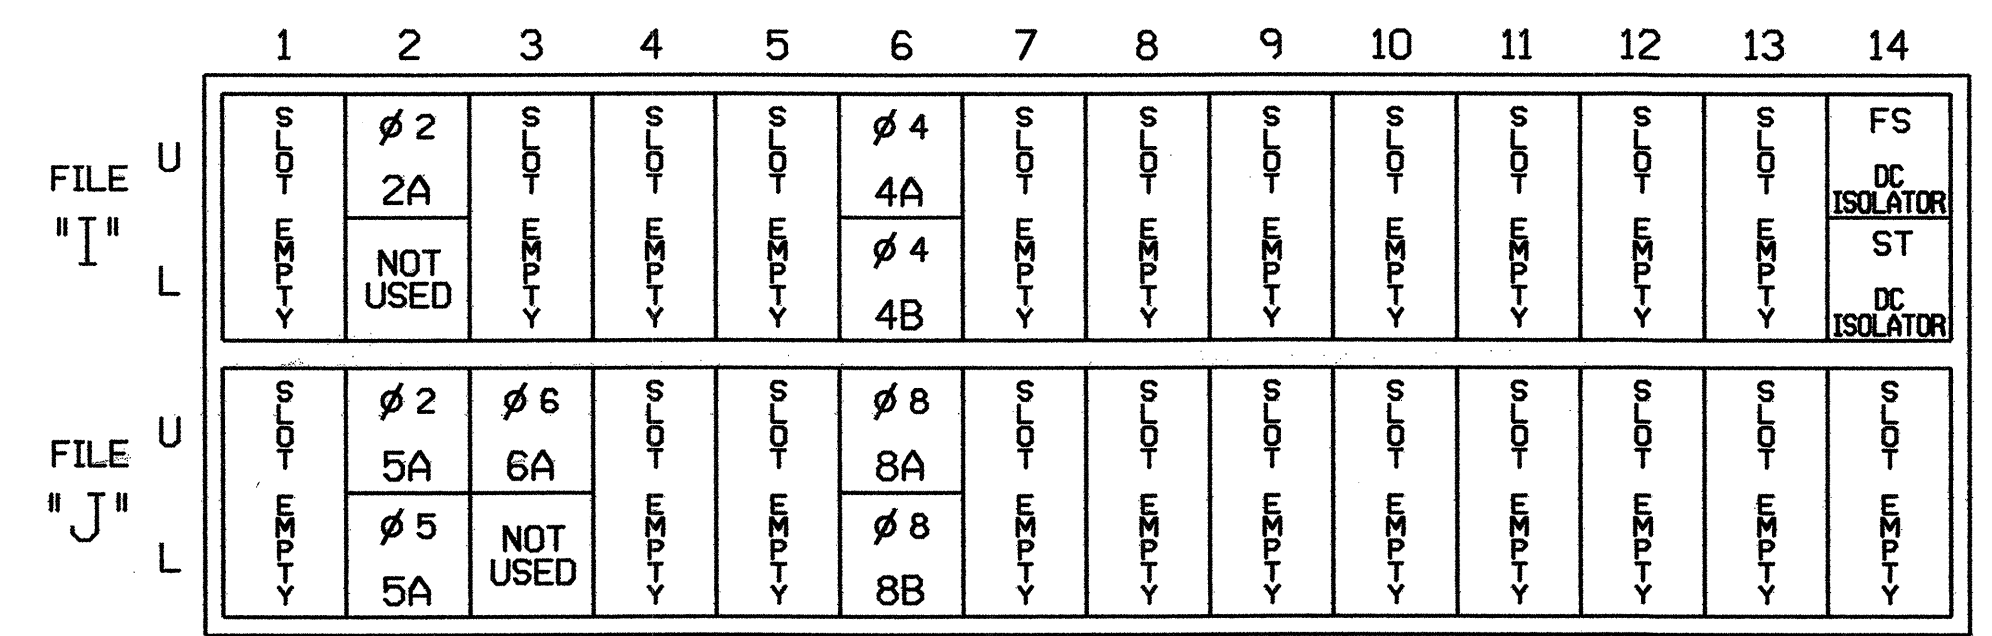 1 2 3 4 5 6 7 8 9 10 11 12 13 14
FILE "I"
U
L
SLOT EMPTY
ø 2
2A
NOT USED
SLOT EMPTY
SLOT EMPTY
SLOT EMPTY
ø 4
4A
ø 4
4B
SLOT EMPTY
SLOT EMPTY
SLOT EMPTY
SLOT EMPTY
SLOT EMPTY
SLOT EMPTY
SLOT EMPTY
FS
DC
ISOLATOR
ST
DC
ISOLATOR
FILE "J"
U
L
SLOT EMPTY
ø 2
5A
ø 5
5A
ø 6
6A
NOT USED
SLOT EMPTY
SLOT EMPTY
ø 8
8A
ø 8
8B
SLOT EMPTY
SLOT EMPTY
SLOT EMPTY
SLOT EMPTY
SLOT EMPTY
SLOT EMPTY
SLOT EMPTY
SLOT EMPTY